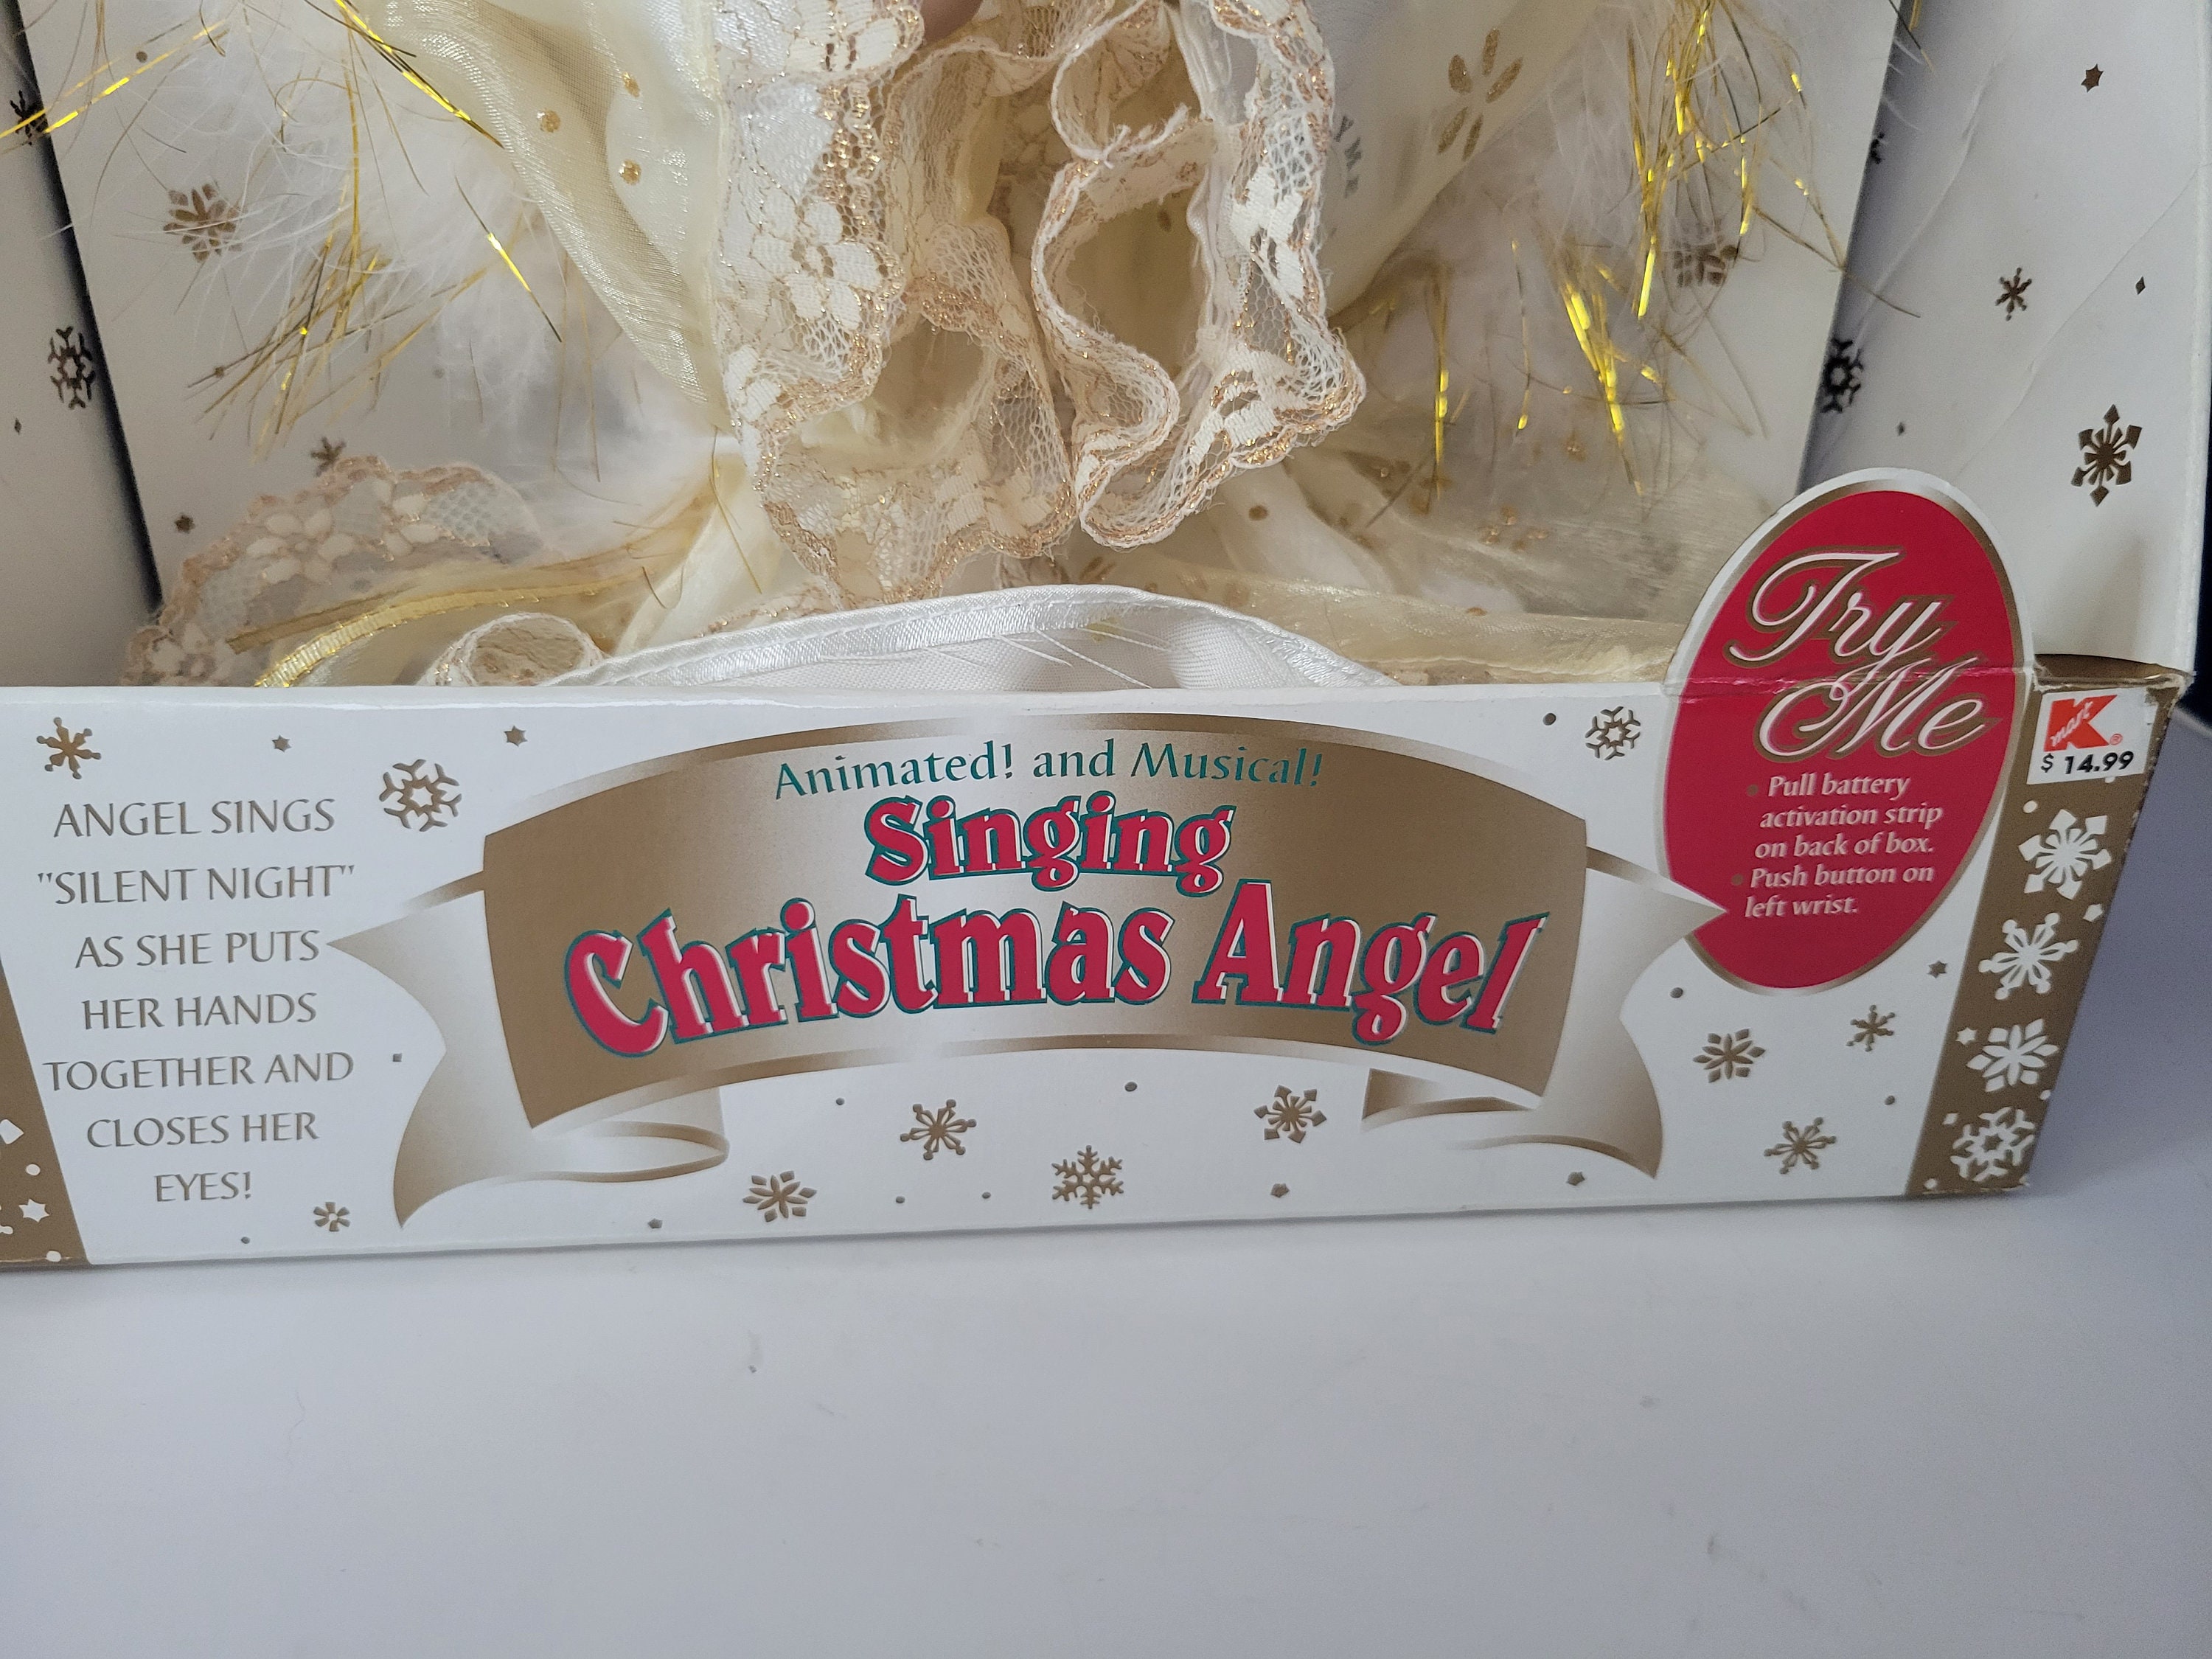 ANGEL SINGS
"SILENT NIGHT"
AS SHE PUTS
HER HANDS
TOGETHER AND
CLOSES HER
EYES!
Animated! and Musical!
Singing
Christmas Angel
Try
Me
• Pull battery
activation strip
on back of box.
• Push button on
left wrist.
K
mart ®
$ 14.99